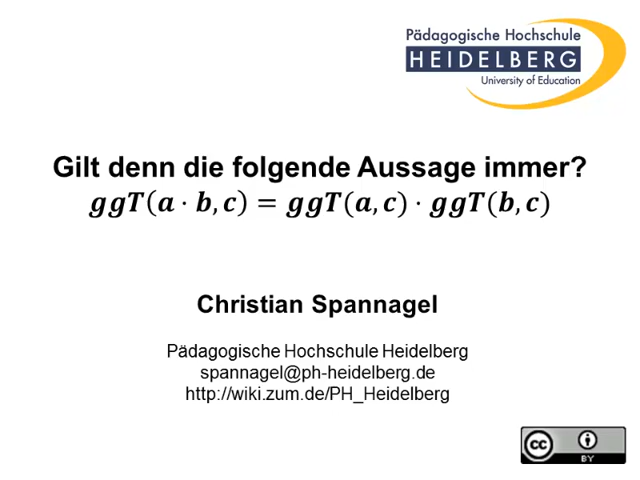 Pädagogische Hochschule
HEIDELBERG
University of Education
Gilt denn die folgende Aussage immer?
ggT(a · b, c) = ggT(a, c) · ggT(b, c)
Christian Spannagel
Pädagogische Hochschule Heidelberg
spannagel@ph-heidelberg.de
http://wiki.zum.de/PH_Heidelberg
cc
BY